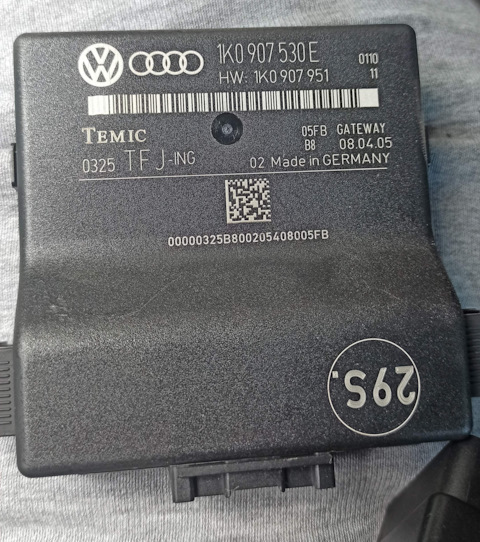 1K0 907 530 E 0110
HW: 1K0 907 951 11
TEMIC 05FB GATEWAY
B8 08.04.05
0325 TFJ-ING 02 Made in GERMANY
00000325B800205408005FB
29S.